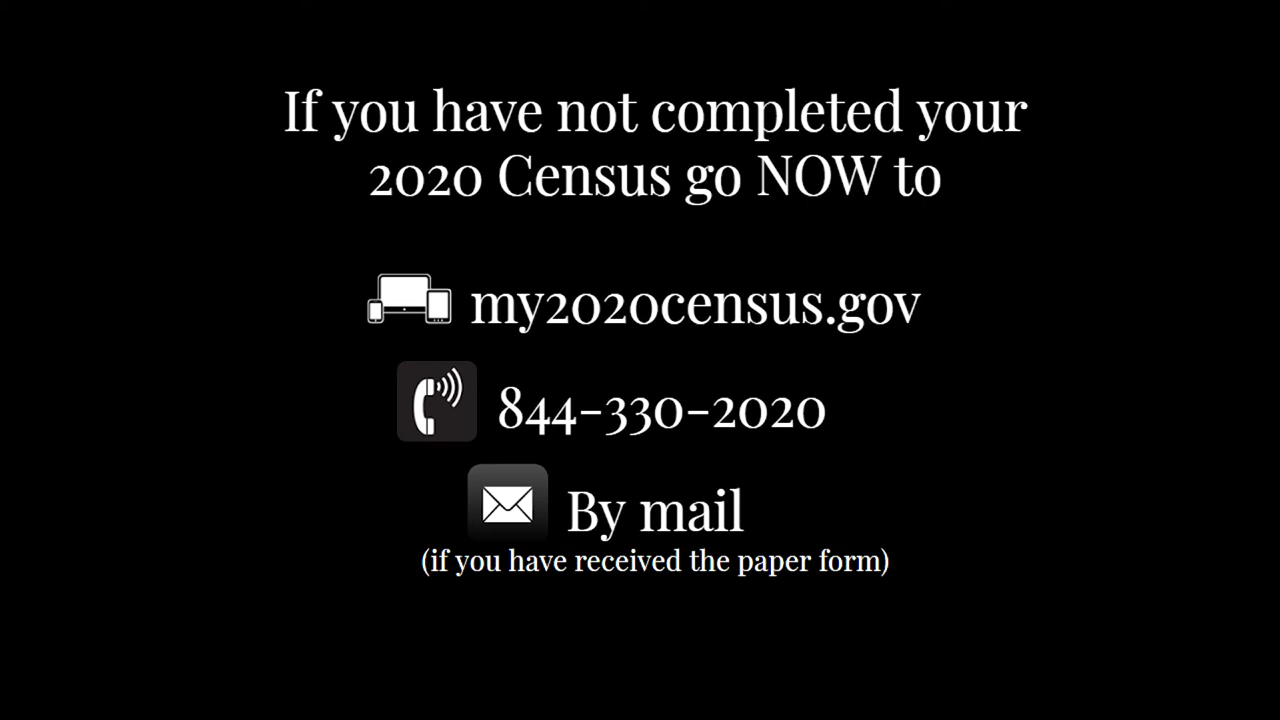 If you have not completed your
2020 Census go NOW to
my2020census.gov
844-330-2020
By mail
(if you have received the paper form)